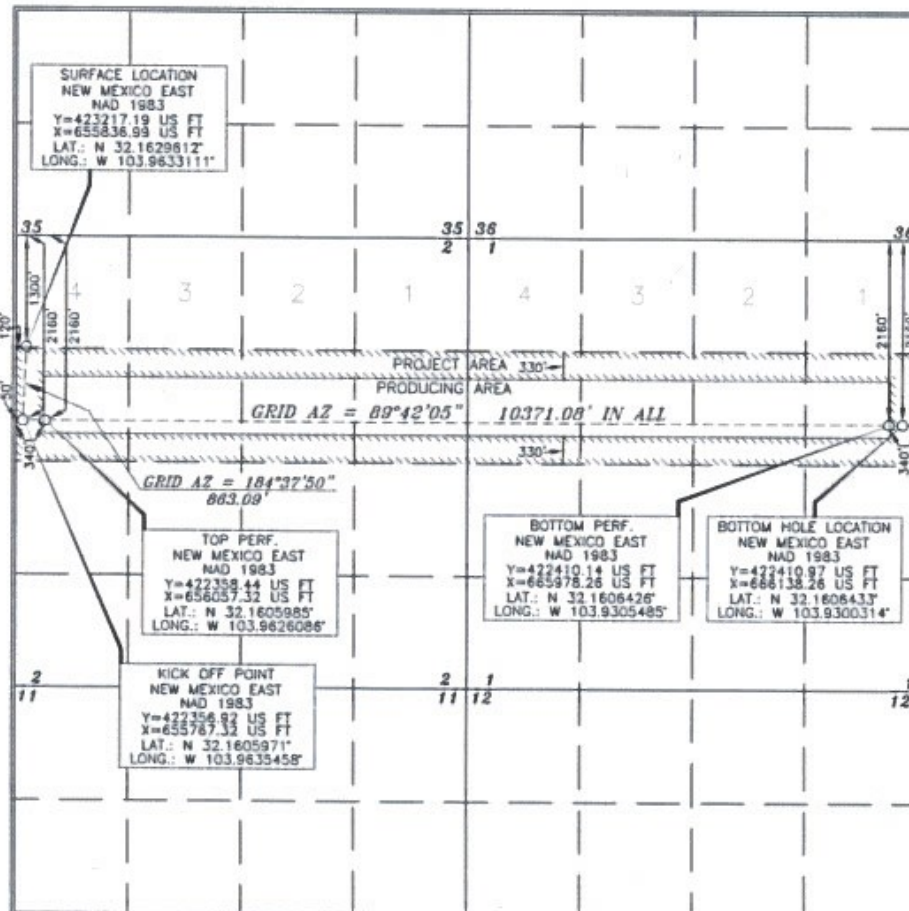 SURFACE LOCATION
NEW MEXICO EAST
NAD 1983
Y=423217.19 US FT
X=655836.99 US FT
LAT.: N 32.1629612°
LONG.: W 103.9633111°
35
35 36
36
2 1
4 3 2 1 4 3 2 1
120'
1300'
2160'
2160'
2160'
PROJECT AREA 330'
PRODUCING AREA
GRID AZ = 89°42'05" 10371.08' IN ALL
50'
340'
330'
340'
GRID AZ = 184°37'50"
863.09'
TOP PERF.
NEW MEXICO EAST
NAD 1983
Y=422358.44 US FT
X=656057.32 US FT
LAT.: N 32.1605985°
LONG.: W 103.9626086°
BOTTOM PERF.
NEW MEXICO EAST
NAD 1983
Y=422410.14 US FT
X=665978.26 US FT
LAT.: N 32.1606426°
LONG.: W 103.9305485°
BOTTOM HOLE LOCATION
NEW MEXICO EAST
NAD 1983
Y=422410.97 US FT
X=666138.26 US FT
LAT.: N 32.1606433°
LONG.: W 103.9300314°
KICK OFF POINT
NEW MEXICO EAST
NAD 1983
Y=422356.92 US FT
X=655767.32 US FT
LAT.: N 32.1605971°
LONG.: W 103.9635458°
2
11
2 1
11 12
12